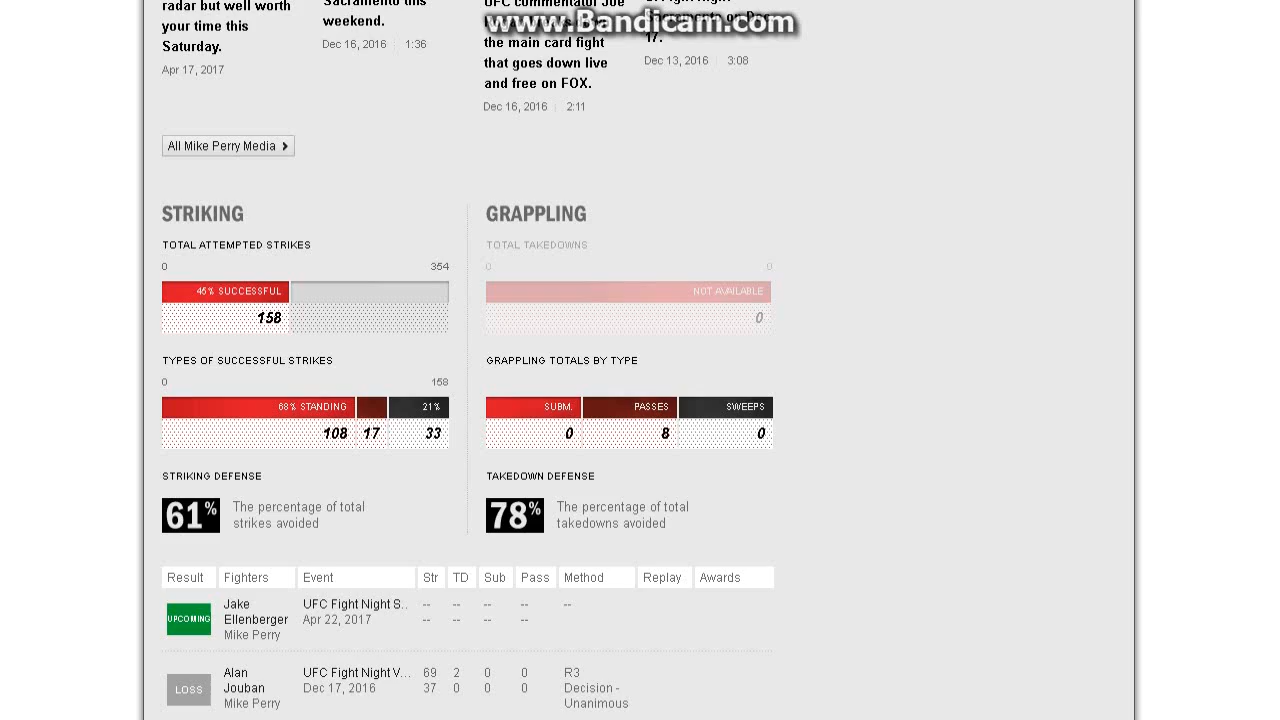 radar but well worth
your time this
Saturday.
Apr 17, 2017
Sacramento this
weekend.
Dec 16, 2016 1:36
UFC commentator Joe
the main card fight
that goes down live
and free on FOX.
Dec 16, 2016 2:11
17.
Dec 13, 2016 3:08
www.Bandicam.com
All Mike Perry Media
STRIKING
TOTAL ATTEMPTED STRIKES
0 354
45% SUCCESSFUL
158
TYPES OF SUCCESSFUL STRIKES
0 158
68% STANDING 21%
108 17 33
STRIKING DEFENSE
61% The percentage of total
strikes avoided
GRAPPLING
TOTAL TAKEDOWNS
0 0
NOT AVAILABLE
0
GRAPPLING TOTALS BY TYPE
SUBM. PASSES SWEEPS
0 8 0
TAKEDOWN DEFENSE
78% The percentage of total
takedowns avoided
Result Fighters Event Str TD Sub Pass Method Replay Awards
UPCOMING
Jake
Ellenberger
Mike Perry
UFC Fight Night S...
Apr 22, 2017
-- -- -- -- --
-- -- -- --
LOSS
Alan
Jouban
Mike Perry
UFC Fight Night V...
Dec 17, 2016
69 2 0 0
37 0 0 0
R3
Decision -
Unanimous